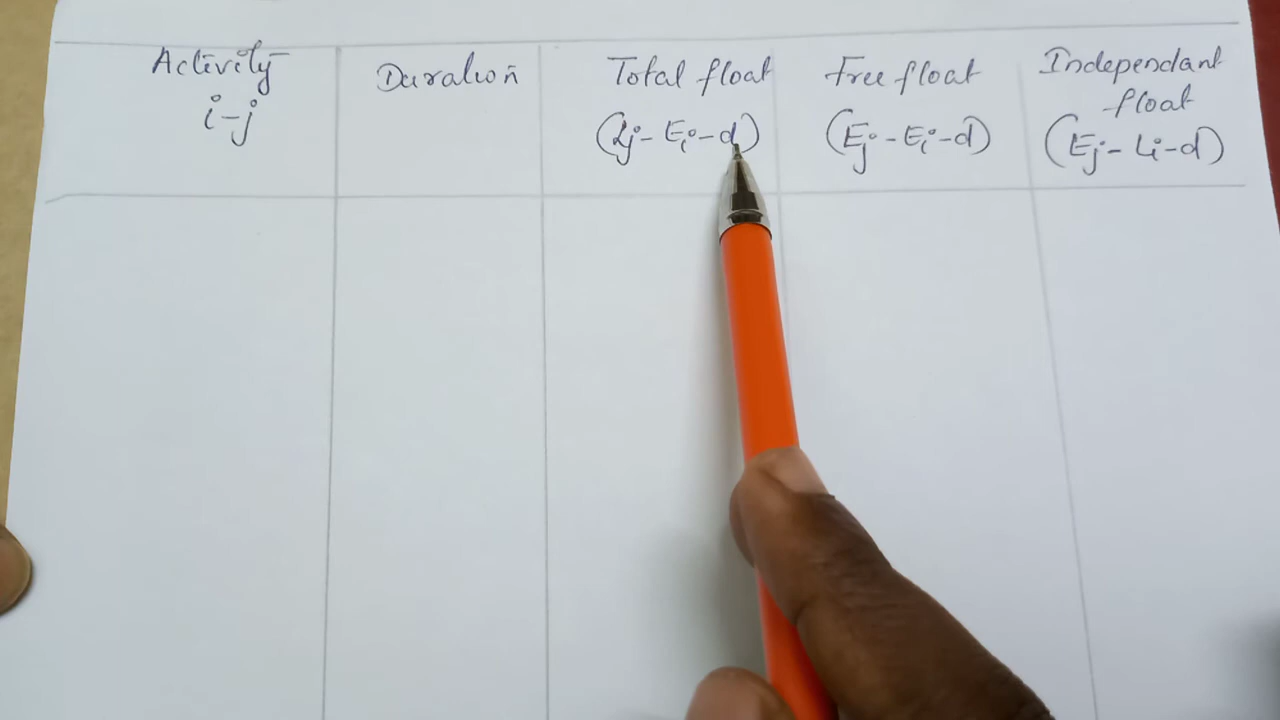 Activity
i-j
Duration
Total float
(Lj - Ei - d)
Free float
(Ej - Ei - d)
Independant
float
(Ej - Li - d)